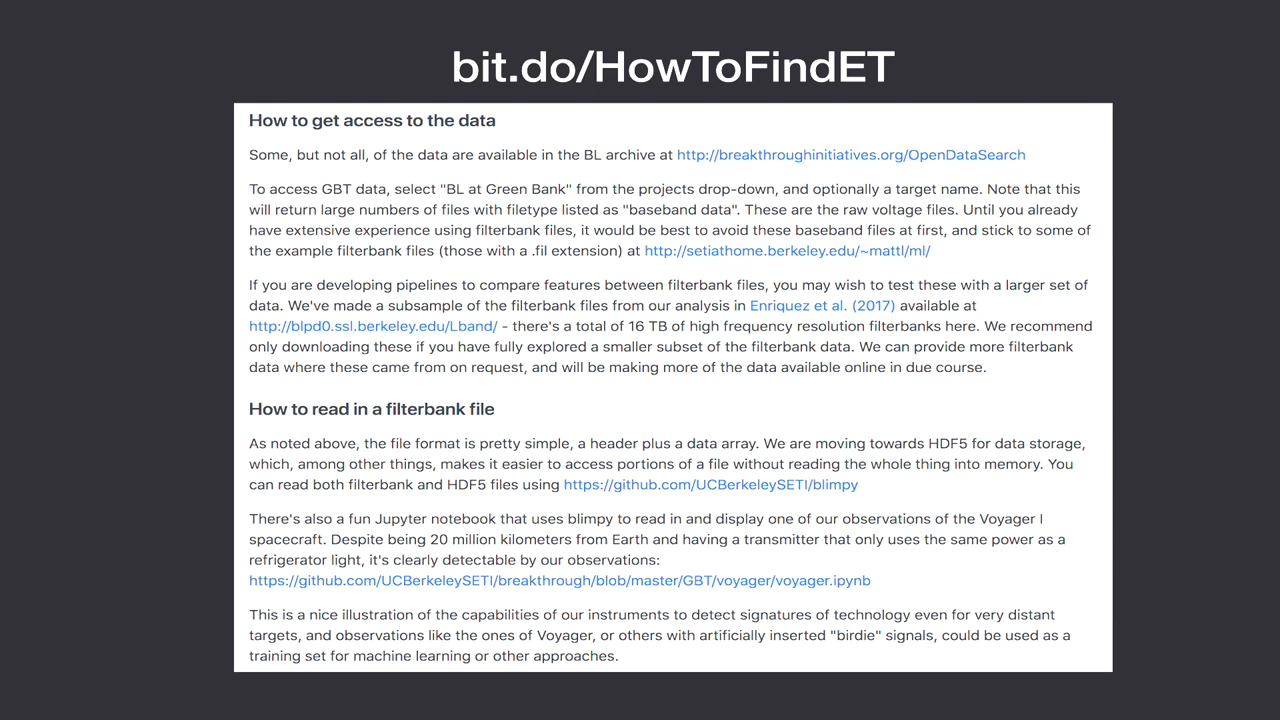 bit.do/HowToFindET
How to get access to the data
Some, but not all, of the data are available in the BL archive at http://breakthroughinitiatives.org/OpenDataSearch
To access GBT data, select "BL at Green Bank" from the projects drop-down, and optionally a target name. Note that this
will return large numbers of files with filetype listed as "baseband data". These are the raw voltage files. Until you already
have extensive experience using filterbank files, it would be best to avoid these baseband files at first, and stick to some of
the example filterbank files (those with a .fil extension) at http://setiathome.berkeley.edu/~mattl/ml/
If you are developing pipelines to compare features between filterbank files, you may wish to test these with a larger set of
data. We've made a subsample of the filterbank files from our analysis in Enriquez et al. (2017) available at
http://blpd0.ssl.berkeley.edu/Lband/ - there's a total of 16 TB of high frequency resolution filterbanks here. We recommend
only downloading these if you have fully explored a smaller subset of the filterbank data. We can provide more filterbank
data where these came from on request, and will be making more of the data available online in due course.
How to read in a filterbank file
As noted above, the file format is pretty simple, a header plus a data array. We are moving towards HDF5 for data storage,
which, among other things, makes it easier to access portions of a file without reading the whole thing into memory. You
can read both filterbank and HDF5 files using https://github.com/UCBerkeleySETI/blimpy
There's also a fun Jupyter notebook that uses blimpy to read in and display one of our observations of the Voyager I
spacecraft. Despite being 20 million kilometers from Earth and having a transmitter that only uses the same power as a
refrigerator light, it's clearly detectable by our observations:
https://github.com/UCBerkeleySETI/breakthrough/blob/master/GBT/voyager/voyager.ipynb
This is a nice illustration of the capabilities of our instruments to detect signatures of technology even for very distant
targets, and observations like the ones of Voyager, or others with artificially inserted "birdie" signals, could be used as a
training set for machine learning or other approaches.